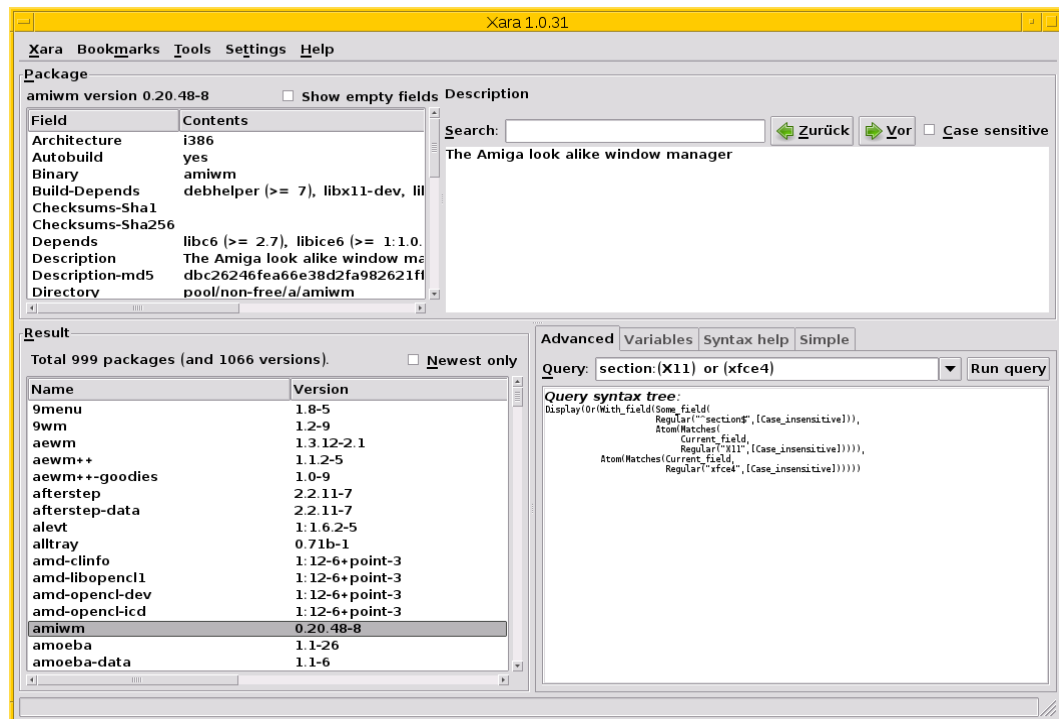 Xara 1.0.31
Xara Bookmarks Tools Settings Help
Package
amiwm version 0.20.48-8
Show empty fields
Field Contents
Architecture i386
Autobuild yes
Binary amiwm
Build-Depends debhelper (>= 7), libx11-dev, lil
Checksums-Sha1
Checksums-Sha256
Depends libc6 (>= 2.7), libice6 (>= 1:1.0.
Description The Amiga look alike window ma
Description-md5 dbc26246fea66e38d2fa982621ff
Directory pool/non-free/a/amiwm
Description
Search: Zurück Vor Case sensitive
The Amiga look alike window manager
Result
Total 999 packages (and 1066 versions). Newest only
Name Version
9menu 1.8-5
9wm 1.2-9
aewm 1.3.12-2.1
aewm++ 1.1.2-5
aewm++-goodies 1.0-9
afterstep 2.2.11-7
afterstep-data 2.2.11-7
alevt 1:1.6.2-5
alltray 0.71b-1
amd-clinfo 1:12-6+point-3
amd-libopencl1 1:12-6+point-3
amd-opencl-dev 1:12-6+point-3
amd-opencl-icd 1:12-6+point-3
amiwm 0.20.48-8
amoeba 1.1-26
amoeba-data 1.1-6
Advanced Variables Syntax help Simple
Query: section:(X11) or (xfce4) Run query
Query syntax tree:
Display(Or(With_field(Some_field(
Regular("^section$",[Case_insensitive])),
Atom(Matches(
Current_field,
Regular("X11",[Case_insensitive])))),
Atom(Matches(Current_field,
Regular("xfce4",[Case_insensitive])))))